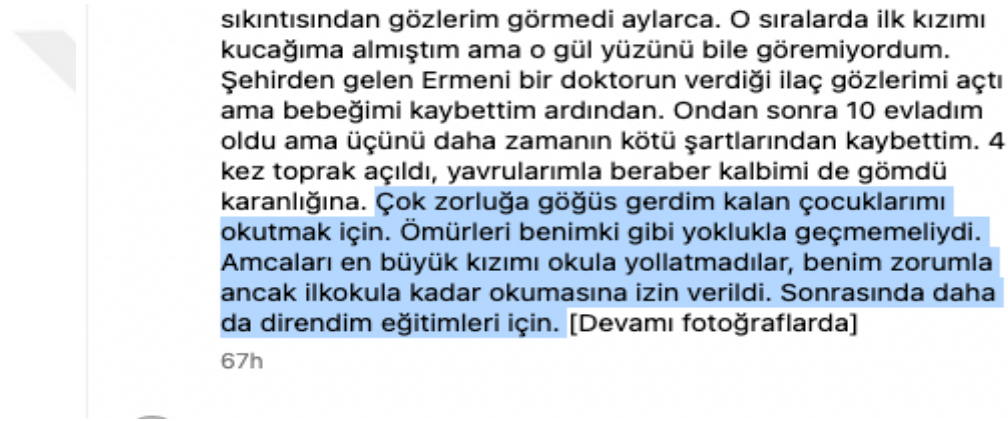 sıkıntısından gözlerim görmedi aylarca. O sıralarda ilk kızımı
kucağıma almıştım ama o gül yüzünü bile göremiyordum.
Şehirden gelen Ermeni bir doktorun verdiği ilaç gözlerimi açtı
ama bebeğimi kaybettim ardından. Ondan sonra 10 evladım
oldu ama üçünü daha zamanın kötü şartlarından kaybettim. 4
kez toprak açıldı, yavrularımla beraber kalbimi de gömdü
karanlığına. Çok zorluğa göğüs gerdim kalan çocuklarımı
okutmak için. Ömürleri benimki gibi yoklukla geçmemeliydi.
Amcaları en büyük kızımı okula yollatmadılar, benim zorumla
ancak ilkokula kadar okumasına izin verildi. Sonrasında daha
da direndim eğitimleri için. [Devamı fotoğraflarda]
67h